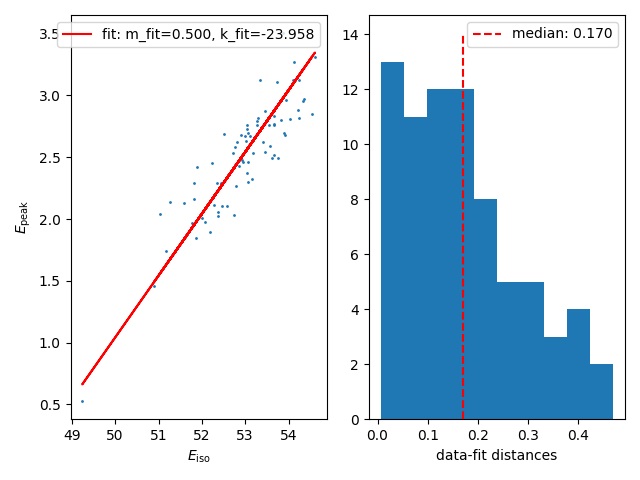 fit: m_fit=0.500, k_fit=-23.958
3.5
3.0
2.5
2.0
1.5
1.0
0.5
E_peak
49 50 51 52 53 54
E_iso
median: 0.170
14
12
10
8
6
4
2
0
0.0 0.1 0.2 0.3 0.4
data-fit distances